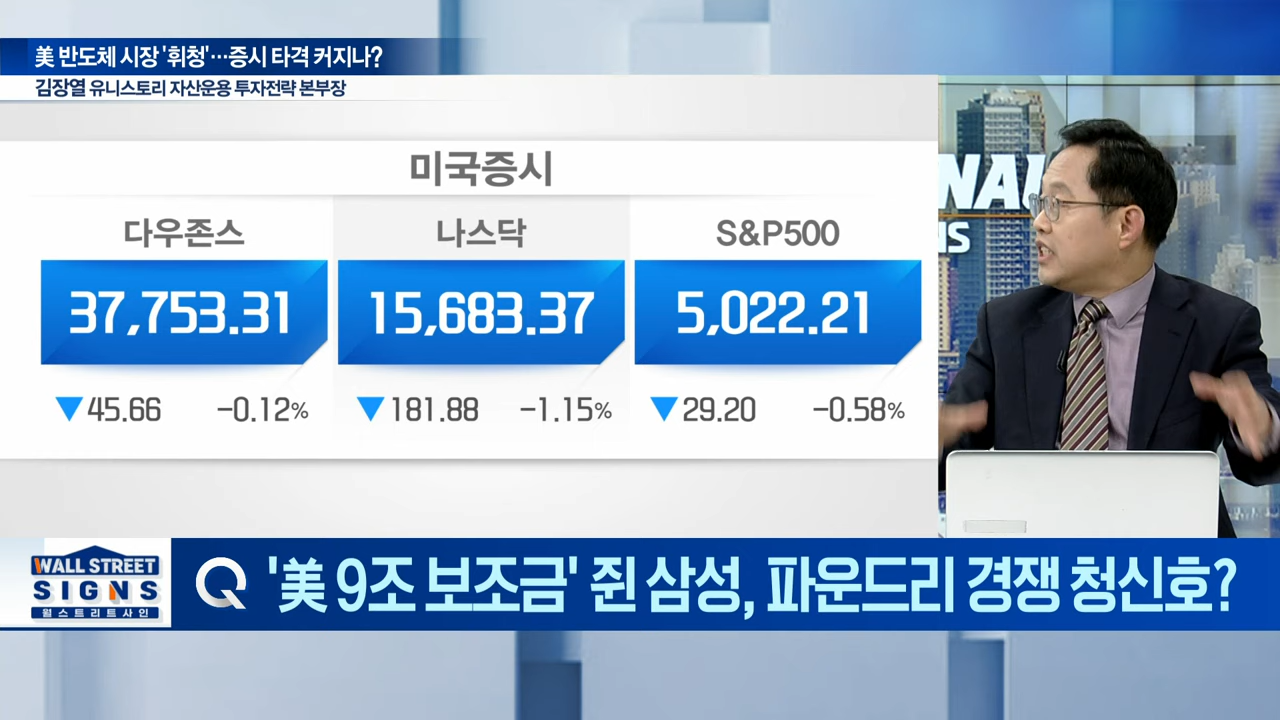 美 반도체 시장 '휘청'…증시 타격 커지나?
김장열 유니스토리 자산운용 투자전략 본부장
미국증시
다우존스 나스닥 S&P500
37,753.31 15,683.37 5,022.21
▼45.66 -0.12% ▼181.88 -1.15% ▼29.20 -0.58%
WALL STREET
SIGNS
월스트리트사인
Q '美 9조 보조금' 쥔 삼성, 파운드리 경쟁 청신호?